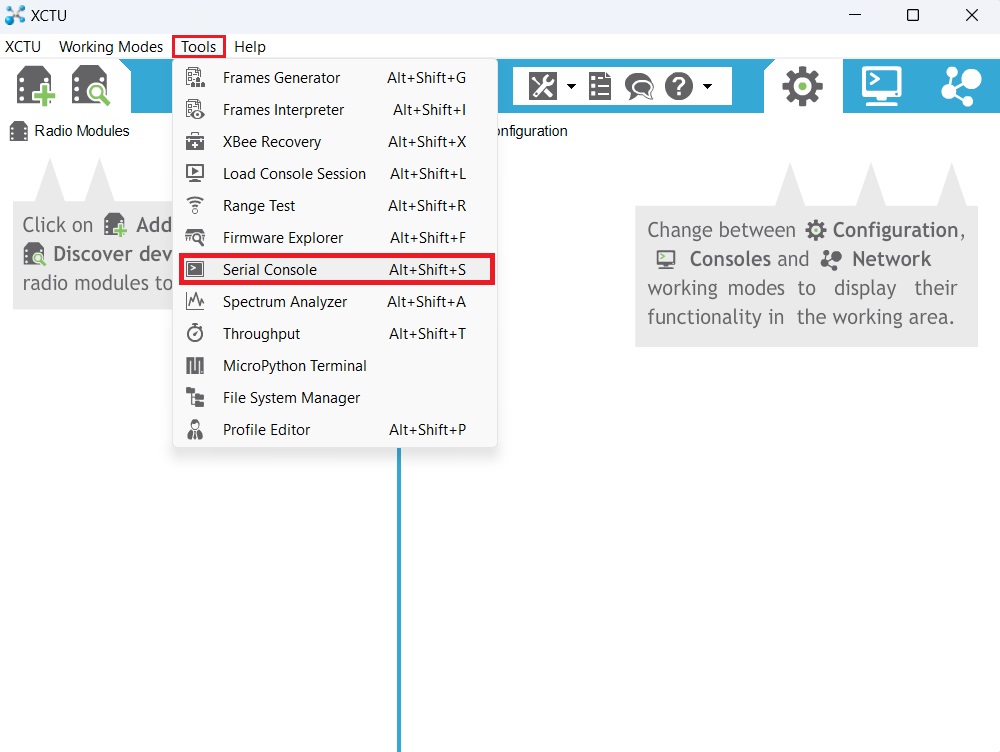 XCTU
XCTU Working Modes Tools Help
Frames Generator Alt+Shift+G
Frames Interpreter Alt+Shift+I
XBee Recovery Alt+Shift+X
Load Console Session Alt+Shift+L
Range Test Alt+Shift+R
Firmware Explorer Alt+Shift+F
Serial Console Alt+Shift+S
Spectrum Analyzer Alt+Shift+A
Throughput Alt+Shift+T
MicroPython Terminal
File System Manager
Profile Editor Alt+Shift+P
Radio Modules
onfiguration
Click on Add
Discover dev
radio modules to
Change between Configuration,
Consoles and Network
working modes to display their
functionality in the working area.